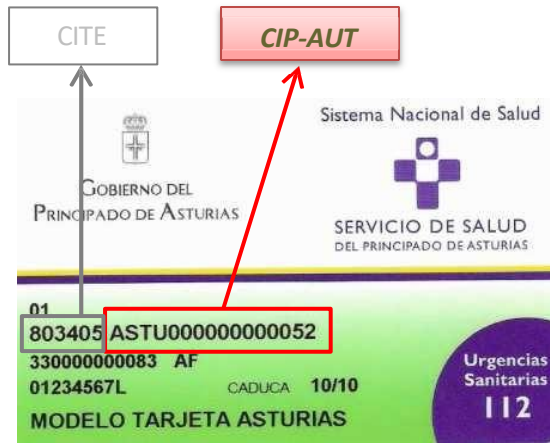 CITE
CIP-AUT
Sistema Nacional de Salud
GOBIERNO DEL
PRINCIPADO DE ASTURIAS
SERVICIO DE SALUD
DEL PRINCIPADO DE ASTURIAS
01
803405 ASTU000000000052
330000000083 AF
01234567L CADUCA 10/10
MODELO TARJETA ASTURIAS
Urgencias
Sanitarias
112